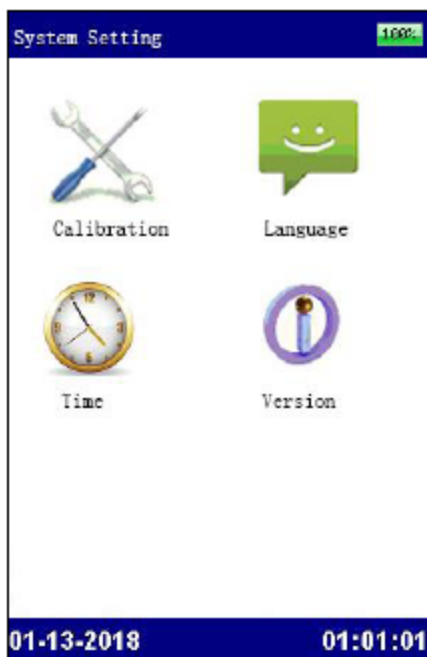 System Setting
100%
Calibration
Language
Time
Version
01-13-2018
01:01:01